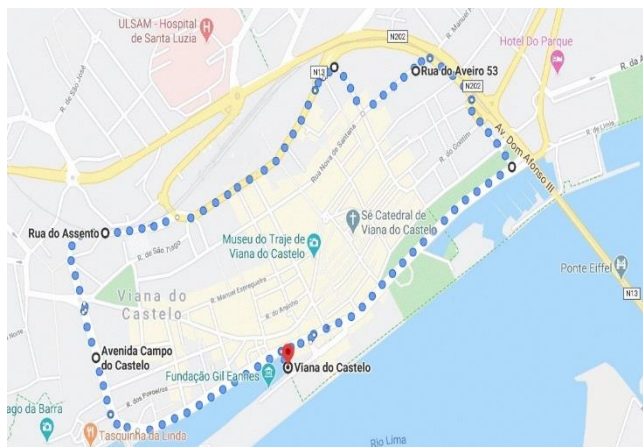 ULSAM - Hospital
de Santa Luzia
N202
N13
Rua do Aveiro 53
Hotel Do Parque
N202
R. de São José
Rua Nova de Santana
R. do Gontim
Av. Dom Afonso III
R. de Limia
Rua do Assento
R. de São Tiago
Sé Catedral de
Viana do Castelo
Museu do Traje de
Viana do Castelo
Ponte Eiffel
N13
Viana do
Castelo
R. Manuel Espregueira
R. do Anjinho
Avenida Campo
do Castelo
Viana do Castelo
Fundação Gil Eannes
ago da Barra
Tasquinha da Linda
Rio Lima